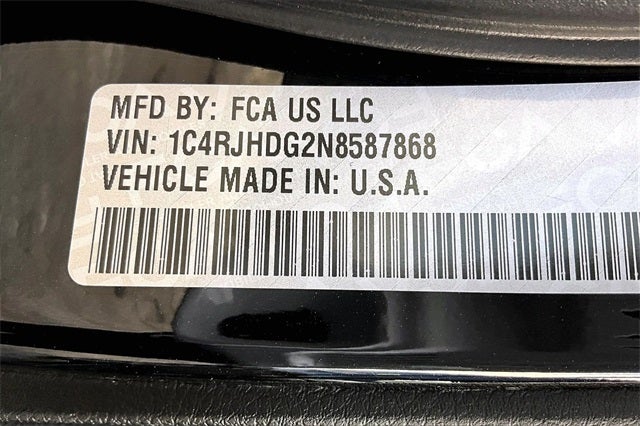 MFD BY: FCA US LLC
VIN: 1C4RJHDG2N8587868
VEHICLE MADE IN: U.S.A.